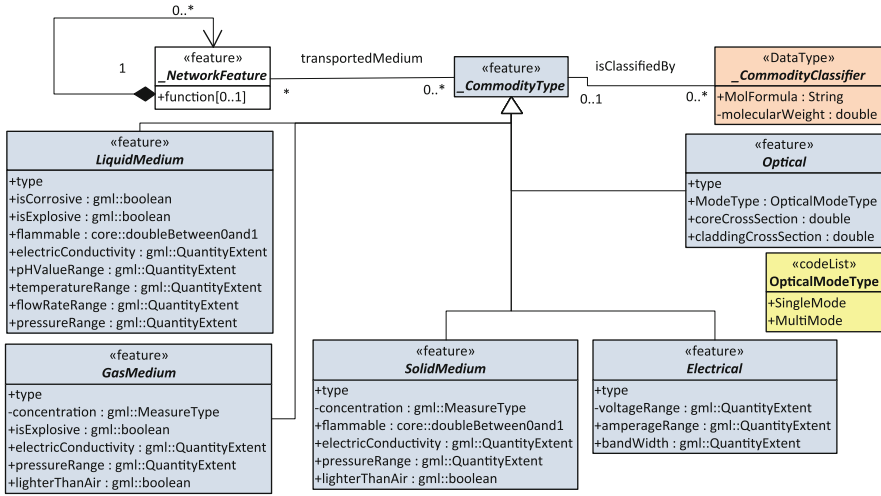 0..*
1
«feature»
_NetworkFeature
+function[0..1]
transportedMedium
*
0..*
«feature»
_CommodityType
isClassifiedBy
0..1
0..*
«DataType»
_CommodityClassifier
+MolFormula : String
-molecularWeight : double
«feature»
LiquidMedium
+type
+isCorrosive : gml::boolean
+isExplosive : gml::boolean
+flammable : core::doubleBetween0and1
+electricConductivity : gml::QuantityExtent
+pHValueRange : gml::QuantityExtent
+temperatureRange : gml::QuantityExtent
+flowRateRange : gml::QuantityExtent
+pressureRange : gml::QuantityExtent
«feature»
Optical
+type
+ModeType : OpticalModeType
+coreCrossSection : double
+claddingCrossSection : double
«codeList»
OpticalModeType
+SingleMode
+MultiMode
«feature»
GasMedium
+type
-concentration : gml::MeasureType
+isExplosive : gml::boolean
+electricConductivity : gml::QuantityExtent
+pressureRange : gml::QuantityExtent
+lighterThanAir : gml::boolean
«feature»
SolidMedium
+type
-concentration : gml::MeasureType
+flammable : core::doubleBetween0and1
+electricConductivity : gml::QuantityExtent
+pressureRange : gml::QuantityExtent
+lighterThanAir : gml::boolean
«feature»
Electrical
+type
-voltageRange : gml::QuantityExtent
+amperageRange : gml::QuantityExtent
+bandWidth : gml::QuantityExtent